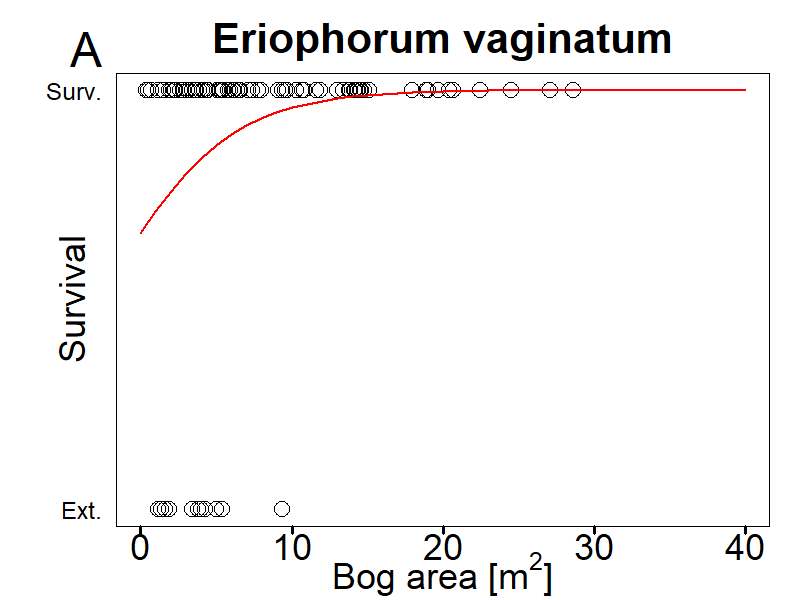 A
Eriophorum vaginatum
Surv.
Survival
Ext.
0 10 20 30 40
Bog area [m²]